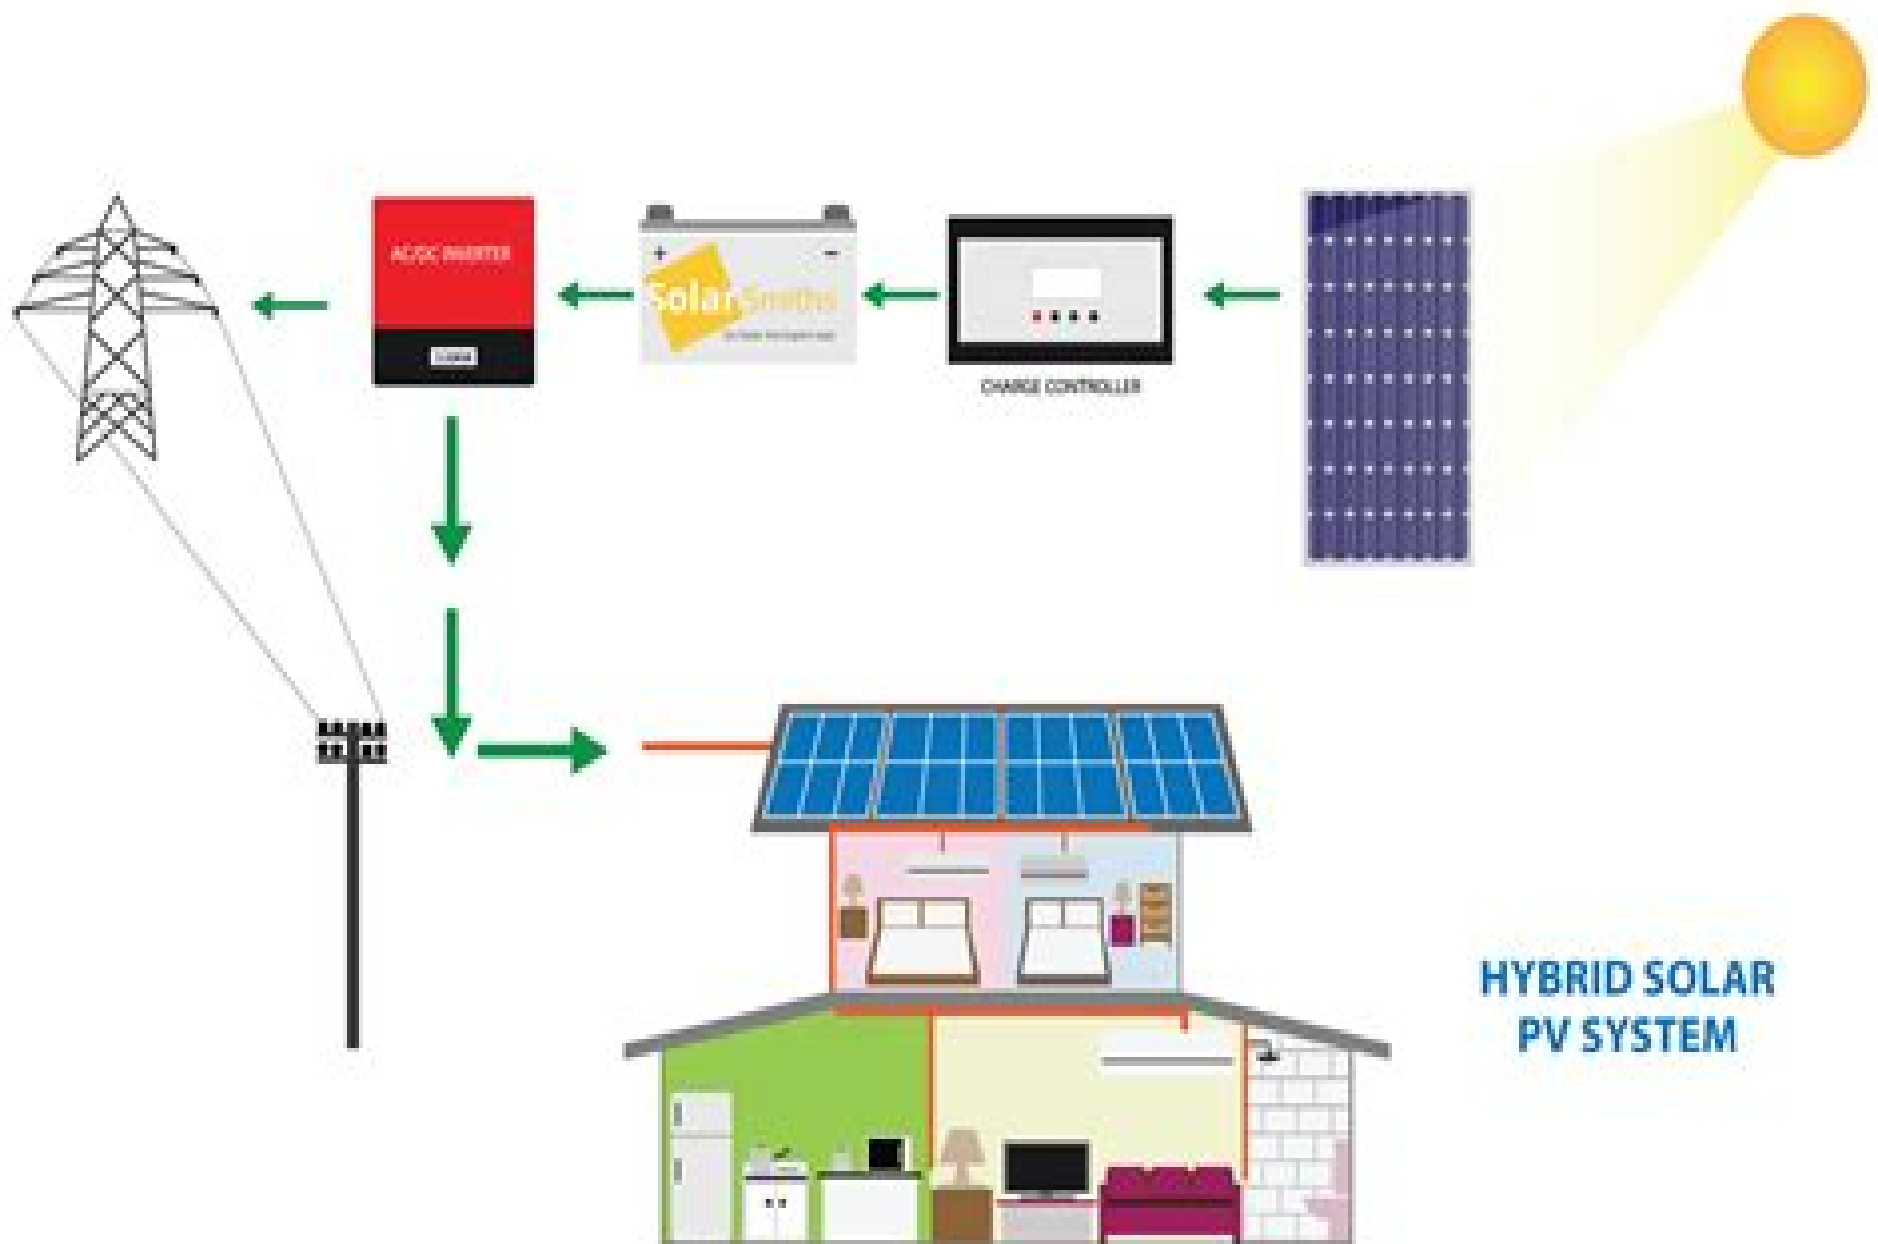 AC/DC INVERTER
+ −
Solar Smiths
CHARGE CONTROLLER
HYBRID SOLAR
PV SYSTEM